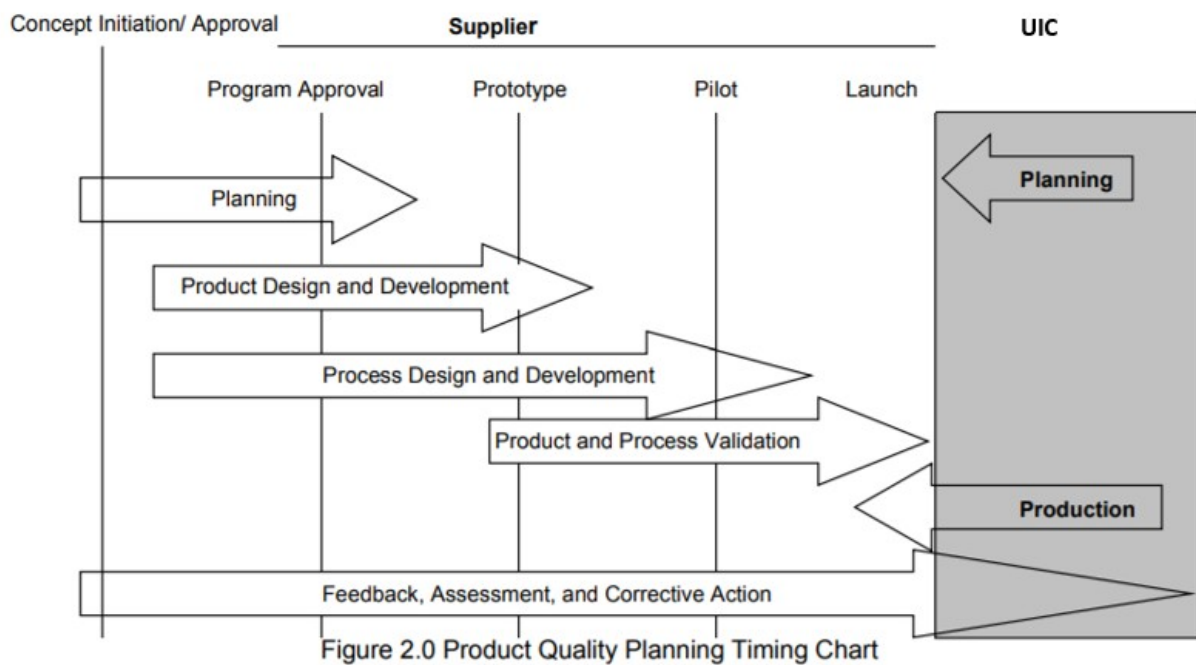 Concept Initiation/ Approval Supplier UIC
Program Approval Prototype Pilot Launch
Planning Planning
Product Design and Development
Process Design and Development
Product and Process Validation
Production
Feedback, Assessment, and Corrective Action
Figure 2.0 Product Quality Planning Timing Chart